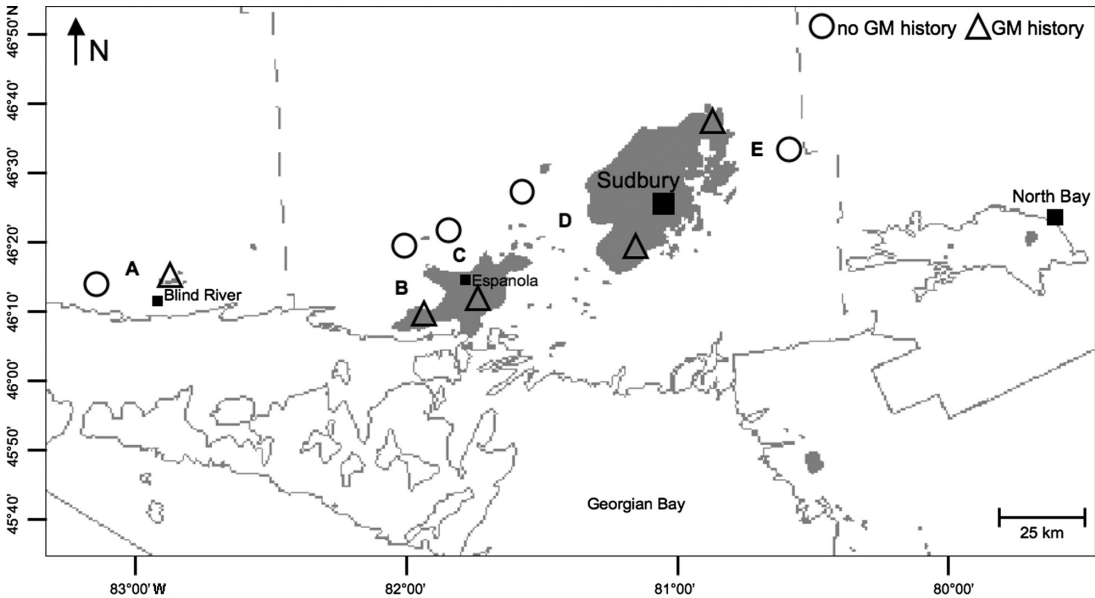 no GM history GM history
N
46°50'N
46°40'
46°30'
46°20'
46°10'
46°00'
45°50'
45°40'
E
Sudbury
North Bay
D
C
A
Espanola
B
Blind River
Georgian Bay
25 km
83°00' W
82°00'
81°00'
80°00'